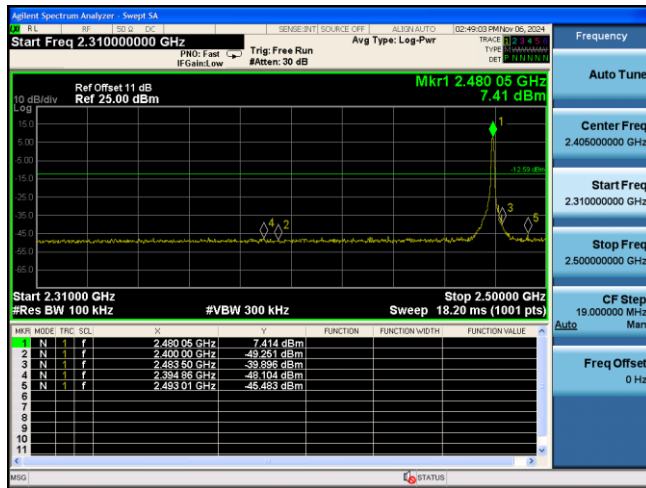 Agilent Spectrum Analyzer - Swept SA
RL RF 50 Ω DC SENSE:INT SOURCE OFF ALIGN AUTO 02:49:03 PM Nov 06, 2024
Start Freq 2.310000000 GHz
PNO: Fast
IFGain:Low
Trig: Free Run
#Atten: 30 dB
Avg Type: Log-Pwr
TRACE 1 2 3 4 5 6
TYPE M
DET P N N N N N
Ref Offset 11 dB
Ref 25.00 dBm
10 dB/div
Log
Mkr1 2.480 05 GHz
7.41 dBm
15.0
5.00
-5.00
-15.0
-25.0
-35.0
-45.0
-55.0
-65.0
1
-12.59 dBm
3
5
4
2
Start 2.31000 GHz
Stop 2.50000 GHz
#Res BW 100 kHz
#VBW 300 kHz
Sweep 18.20 ms (1001 pts)
MKR MODE TRC SCL X Y FUNCTION FUNCTION WIDTH FUNCTION VALUE
1 N 1 f 2.480 05 GHz 7.414 dBm
2 N 1 f 2.400 00 GHz -49.251 dBm
3 N 1 f 2.483 50 GHz -39.896 dBm
4 N 1 f 2.394 86 GHz -48.104 dBm
5 N 1 f 2.493 01 GHz -45.483 dBm
6
7
8
9
10
11
MSG
STATUS
Frequency
Auto Tune
Center Freq
2.405000000 GHz
Start Freq
2.310000000 GHz
Stop Freq
2.500000000 GHz
CF Step
19.000000 MHz
Auto Man
Freq Offset
0 Hz